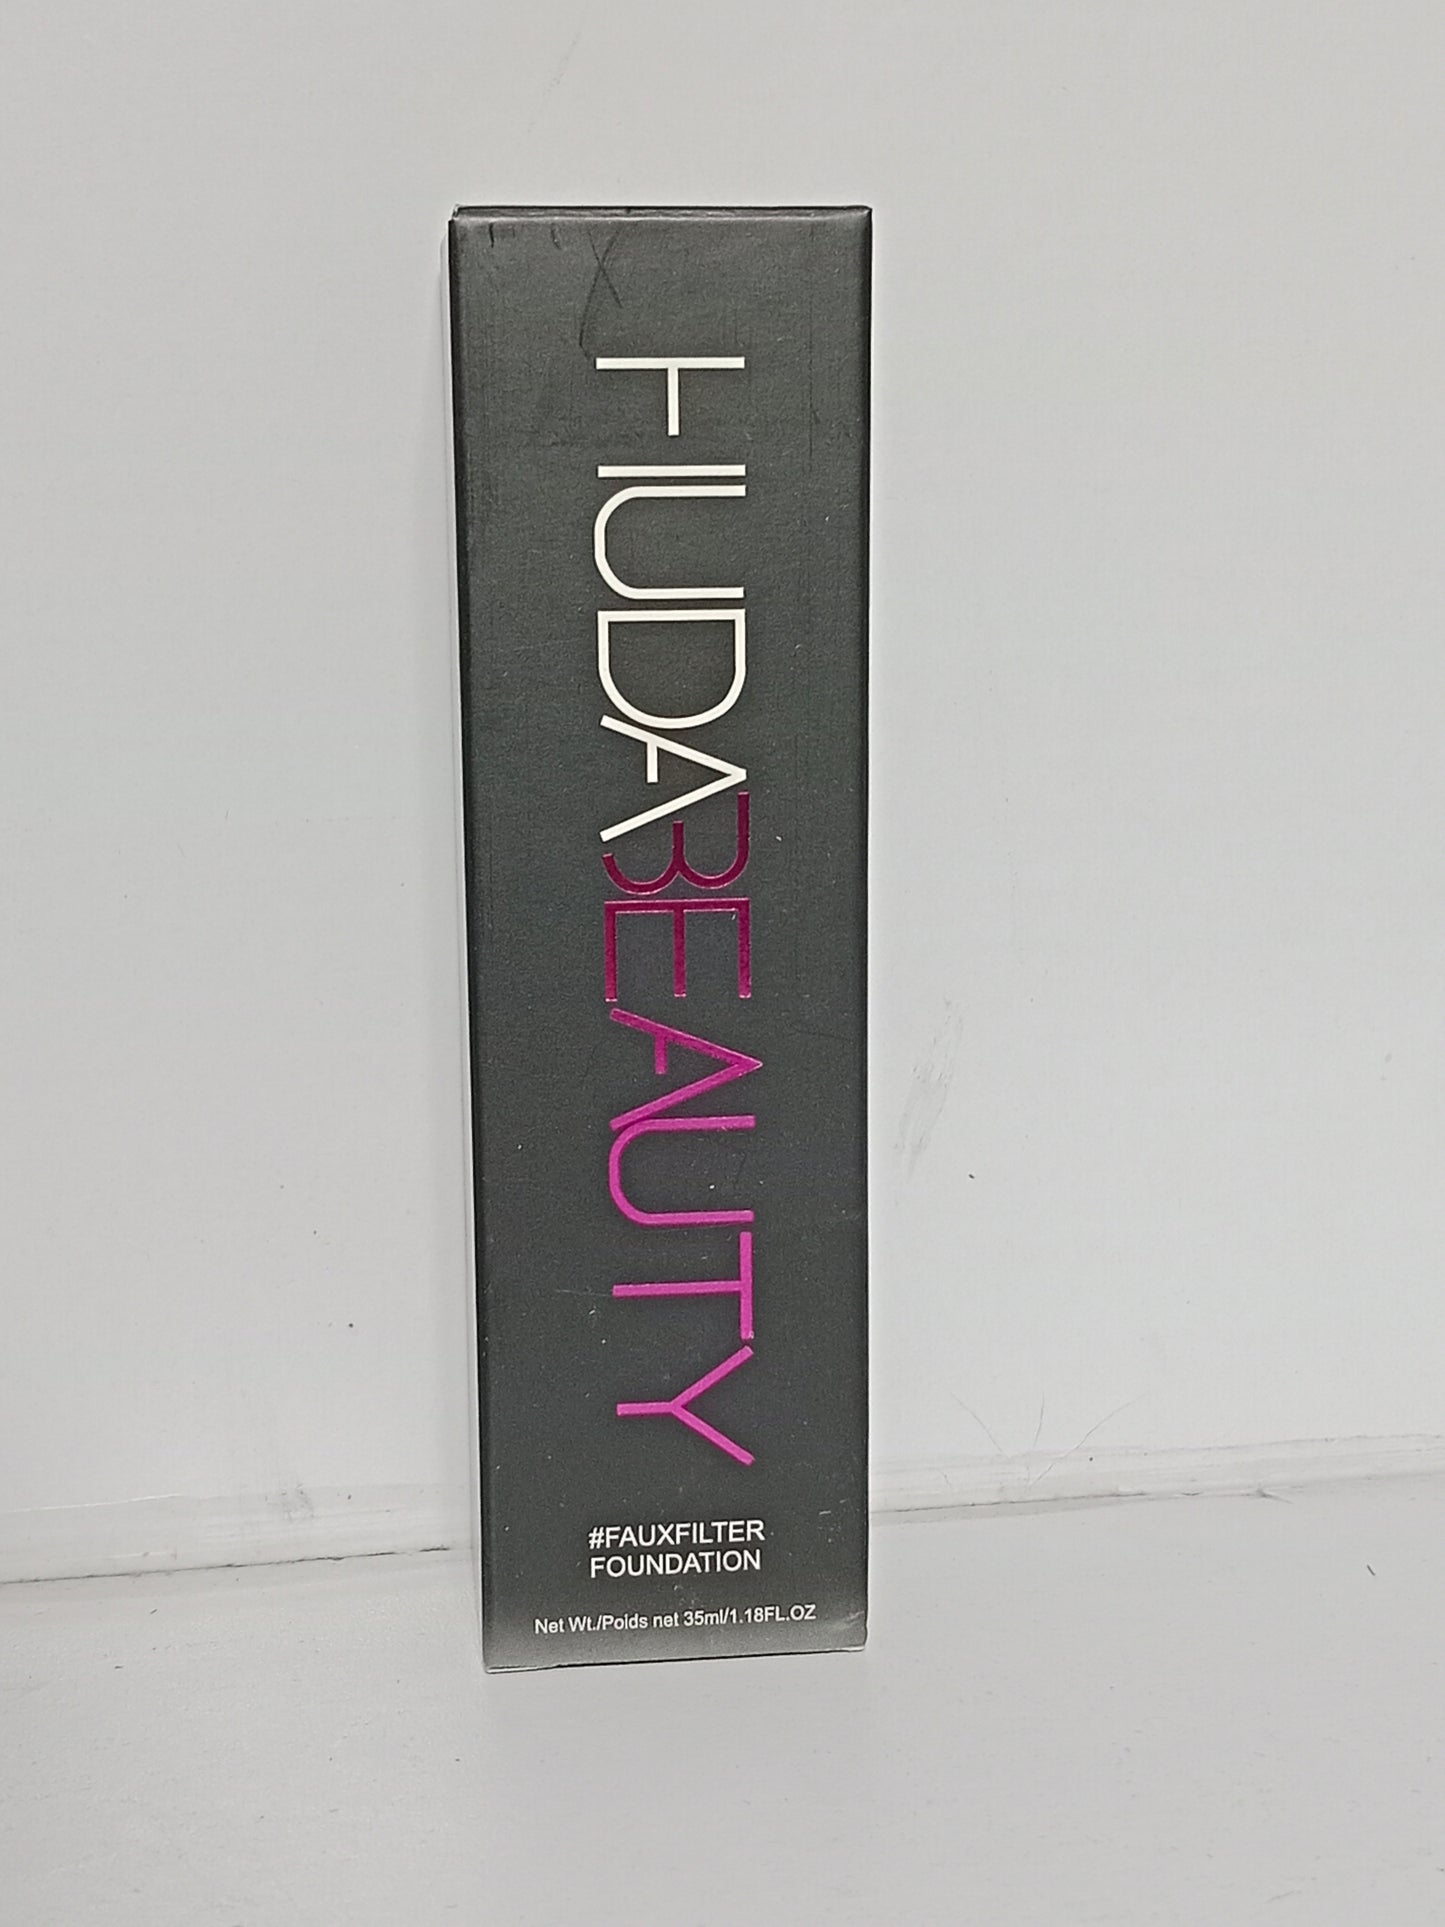 HUDABEAUTY
#FAUXFILTER
FOUNDATION
Net Wt./Poids net 35ml/1.18FL.OZ